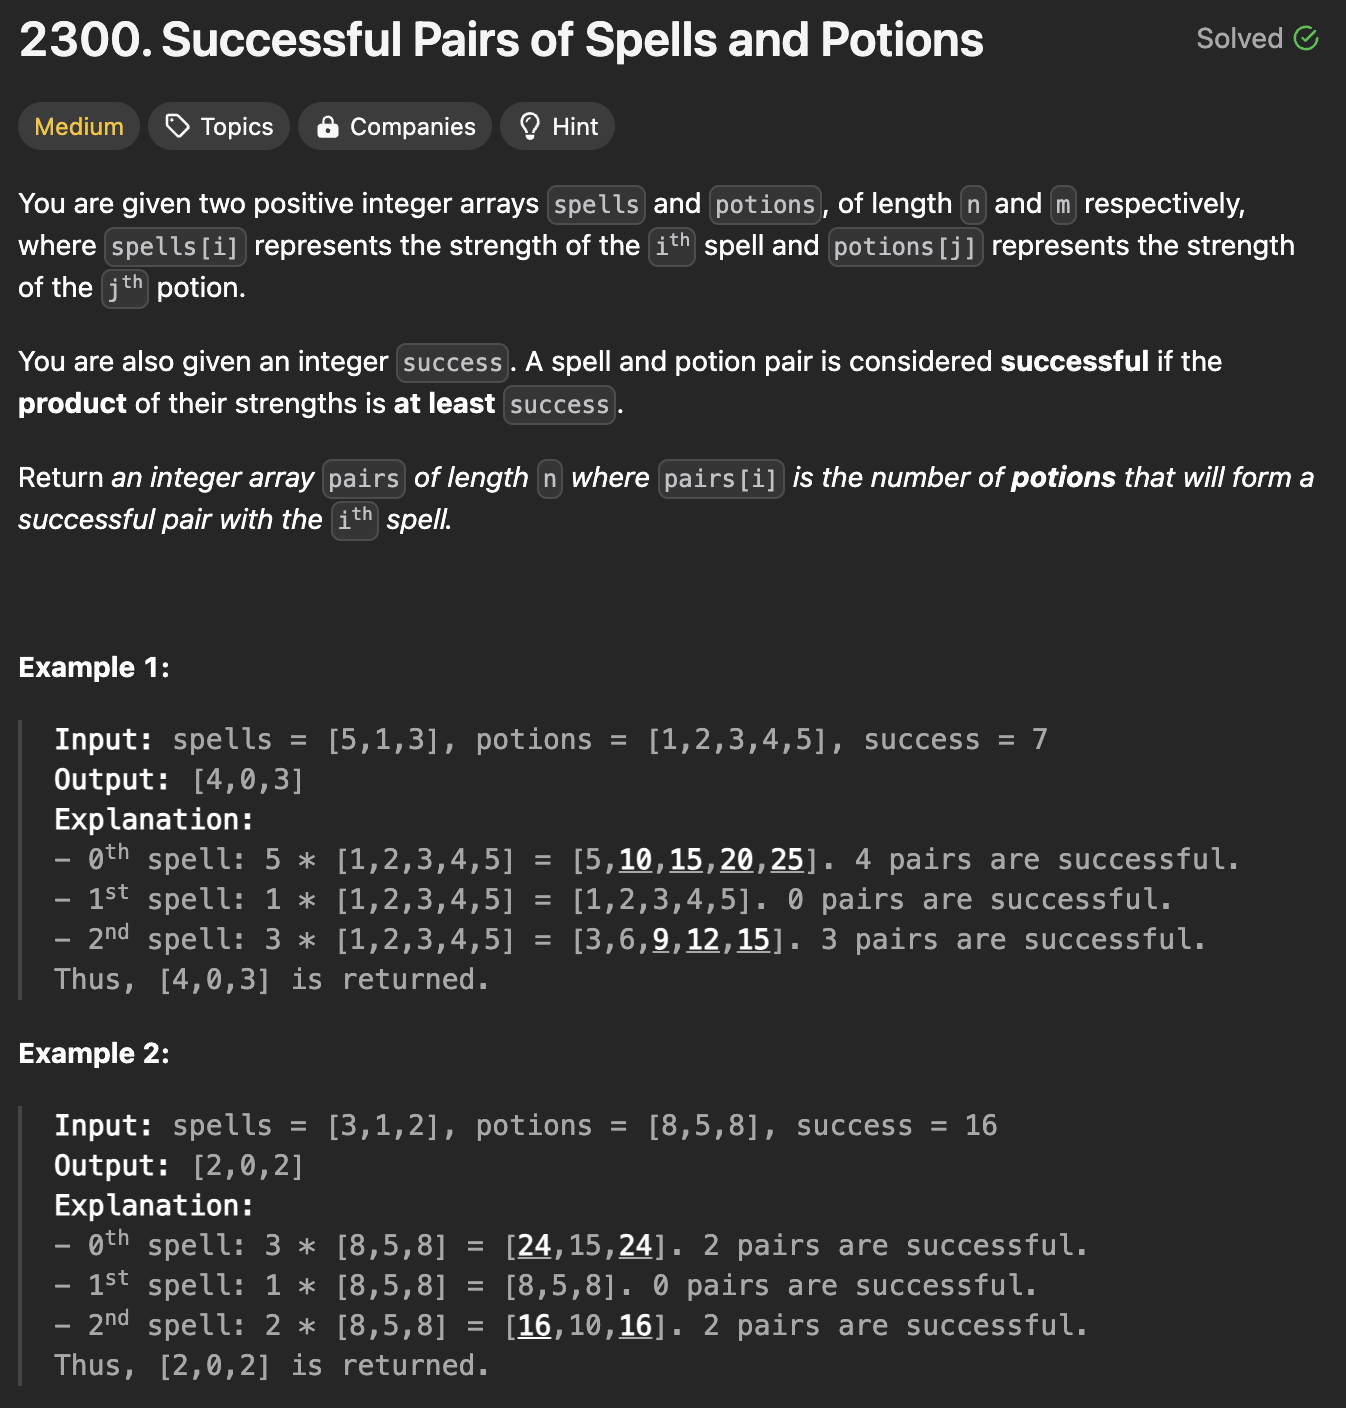 2300. Successful Pairs of Spells and Potions
Solved
Medium Topics Companies Hint
You are given two positive integer arrays spells and potions, of length n and m respectively,
where spells[i] represents the strength of the ith spell and potions[j] represents the strength
of the jth potion.
You are also given an integer success. A spell and potion pair is considered successful if the
product of their strengths is at least success.
Return an integer array pairs of length n where pairs[i] is the number of potions that will form a
successful pair with the ith spell.
Example 1:
Input: spells = [5,1,3], potions = [1,2,3,4,5], success = 7
Output: [4,0,3]
Explanation:
- 0th spell: 5 * [1,2,3,4,5] = [5,10,15,20,25]. 4 pairs are successful.
- 1st spell: 1 * [1,2,3,4,5] = [1,2,3,4,5]. 0 pairs are successful.
- 2nd spell: 3 * [1,2,3,4,5] = [3,6,9,12,15]. 3 pairs are successful.
Thus, [4,0,3] is returned.
Example 2:
Input: spells = [3,1,2], potions = [8,5,8], success = 16
Output: [2,0,2]
Explanation:
- 0th spell: 3 * [8,5,8] = [24,15,24]. 2 pairs are successful.
- 1st spell: 1 * [8,5,8] = [8,5,8]. 0 pairs are successful.
- 2nd spell: 2 * [8,5,8] = [16,10,16]. 2 pairs are successful.
Thus, [2,0,2] is returned.